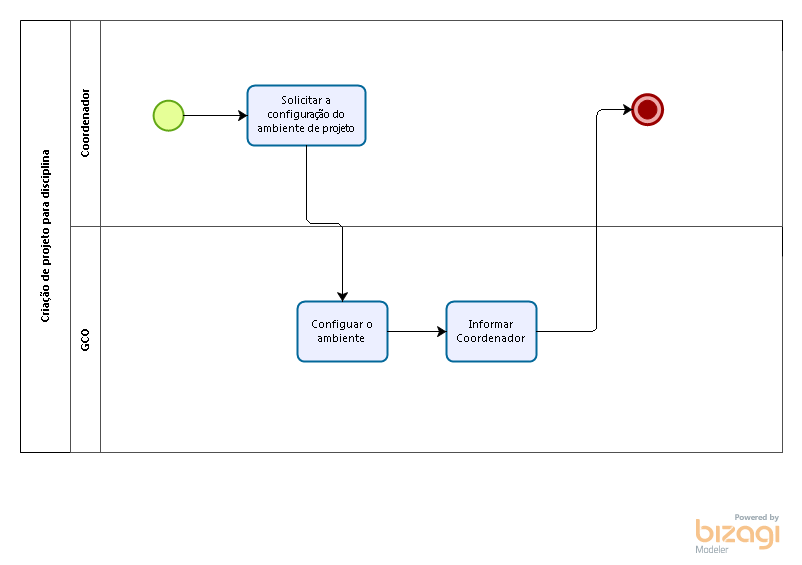 Criação de projeto para disciplina
Coordenador
Solicitar a
configuração do
ambiente de projeto
GCO
Configuar o
ambiente
Informar
Coordenador
Powered by
bizagi
Modeler